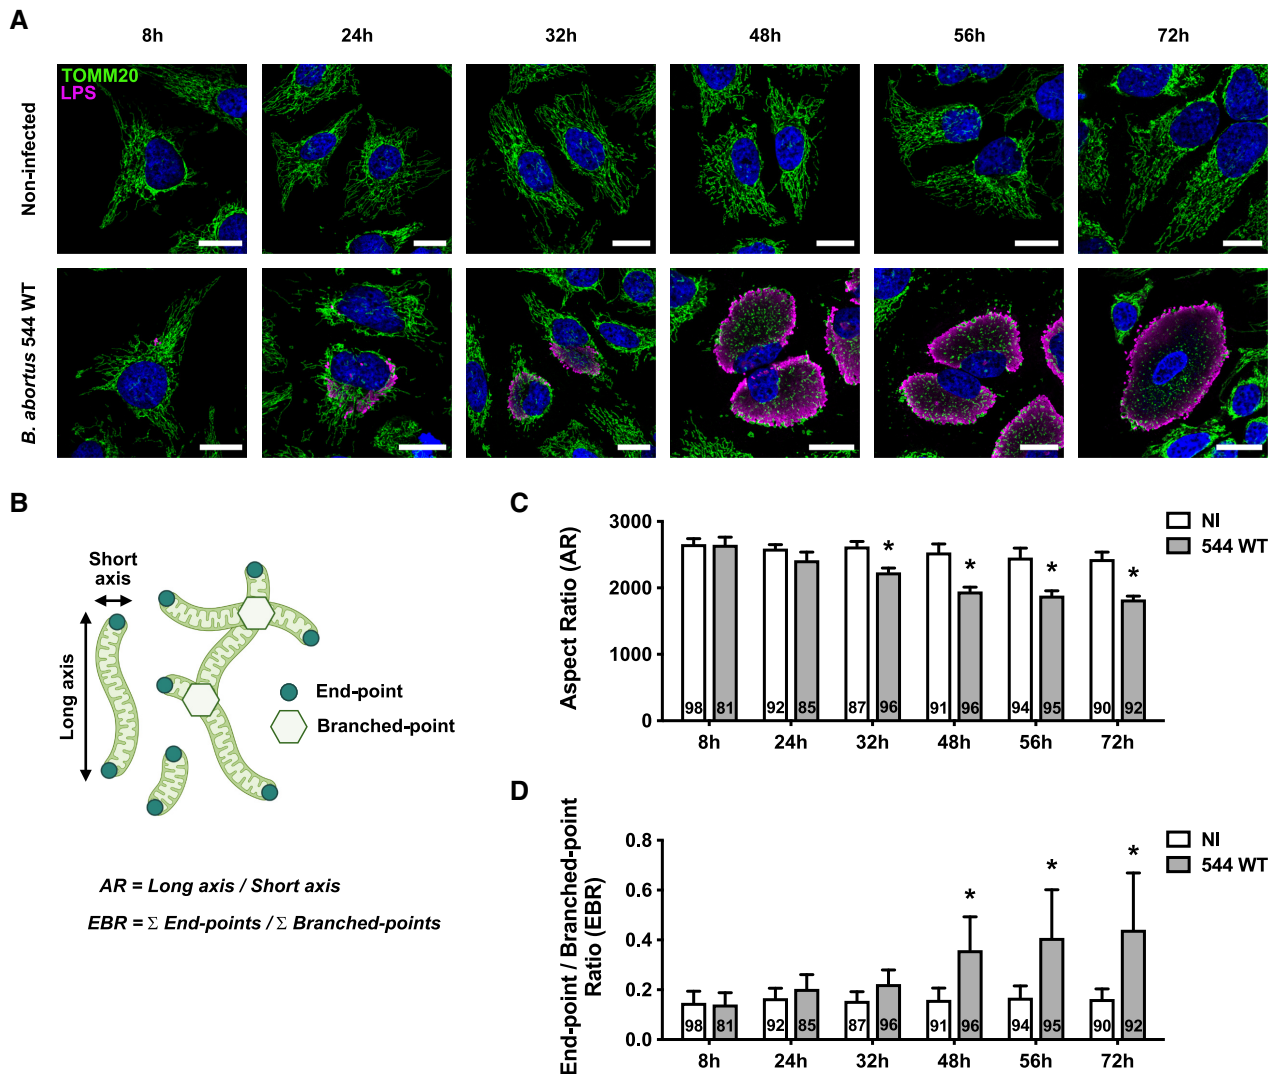 A
8h 24h 32h 48h 56h 72h
Non-infected
TOMM20
LPS
B. abortus 544 WT
B
Short
axis
Long axis
End-point
Branched-point
AR = Long axis / Short axis
EBR = Σ End-points / Σ Branched-points
C
Aspect Ratio (AR)
3000
2000
1000
0
NI
544 WT
* * * *
98 81 92 85 87 96 91 96 94 95 90 92
8h 24h 32h 48h 56h 72h
D
End-point / Branched-point
Ratio (EBR)
0.8
0.6
0.4
0.2
0.0
NI
544 WT
* * *
98 81 92 85 87 96 91 96 94 95 90 92
8h 24h 32h 48h 56h 72h